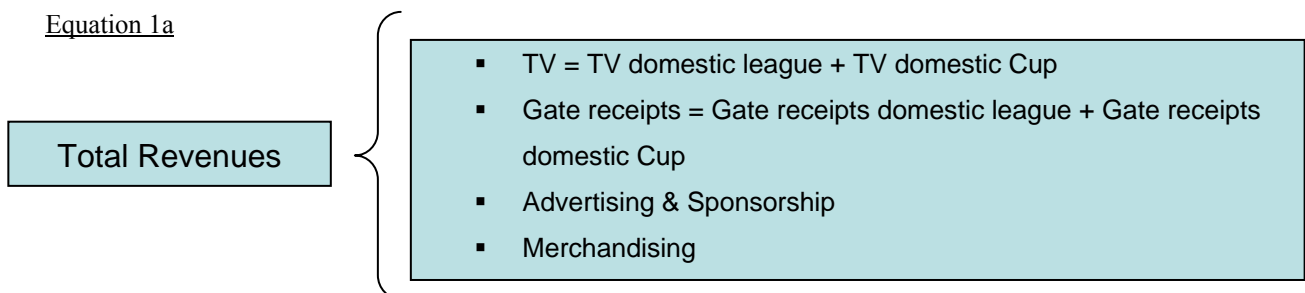 Equation 1a
Total Revenues
▪ TV = TV domestic league + TV domestic Cup
▪ Gate receipts = Gate receipts domestic league + Gate receipts
domestic Cup
▪ Advertising & Sponsorship
▪ Merchandising